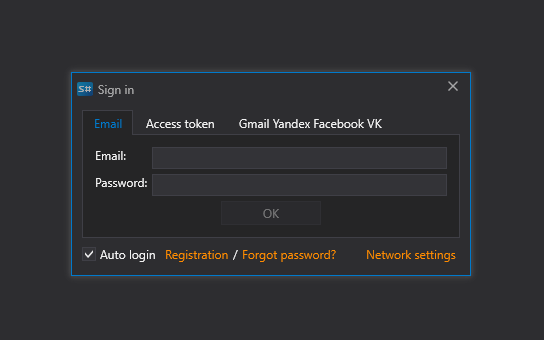 S# Sign in
Email Access token Gmail Yandex Facebook VK
Email:
Password:
OK
Auto login Registration / Forgot password? Network settings